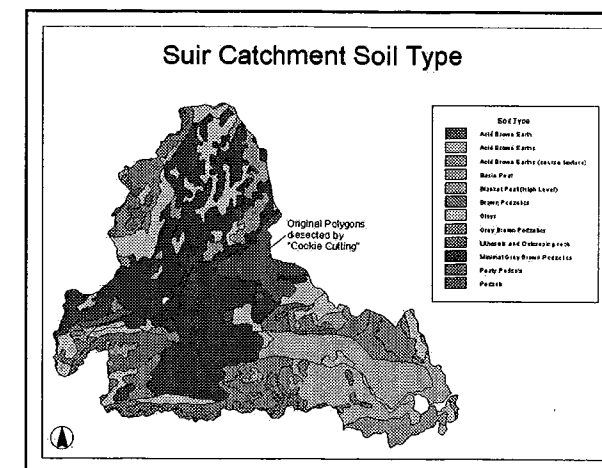 Suir Catchment Soil Type
Soil Type
Acid Brown Earth
Acid Brown Earths
Acid Brown Earths (course texture)
Basin Peat
Blanket Peat (high Level)
Brown Podzolics
Gleys
Grey Brown Podzolics
Lithosols and Outcropping rock
Minimal Grey Brown Podzolics
Peaty Podzols
Podzols
Original Polygons
disected by
"Cookie Cutting"